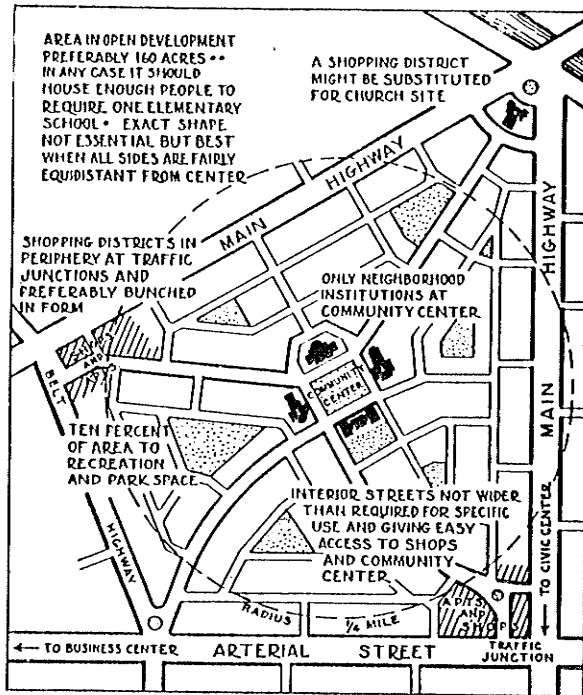 AREA IN OPEN DEVELOPMENT
PREFERABLY 160 ACRES ••
IN ANY CASE IT SHOULD
HOUSE ENOUGH PEOPLE TO
REQUIRE ONE ELEMENTARY
SCHOOL • EXACT SHAPE
NOT ESSENTIAL BUT BEST
WHEN ALL SIDES ARE FAIRLY
EQUIDISTANT FROM CENTER
A SHOPPING DISTRICT
MIGHT BE SUBSTITUTED
FOR CHURCH SITE
MAIN HIGHWAY
HIGHWAY
MAIN
SHOPPING DISTRICTS IN
PERIPHERY AT TRAFFIC
JUNCTIONS AND
PREFERABLY BUNCHED
IN FORM
ONLY NEIGHBORHOOD
INSTITUTIONS AT
COMMUNITY CENTER
AND
BELT
HIGHWAY
COMMUNITY
CENTER
TEN PERCENT
OF AREA TO
RECREATION
AND PARK SPACE
INTERIOR STREETS NOT WIDER
THAN REQUIRED FOR SPECIFIC
USE AND GIVING EASY
ACCESS TO SHOPS
AND COMMUNITY
CENTER
TO CIVIC CENTER
RADIUS
¼ MILE
APTS.
AND
SHOPS
← TO BUSINESS CENTER
ARTERIAL STREET
TRAFFIC
JUNCTION